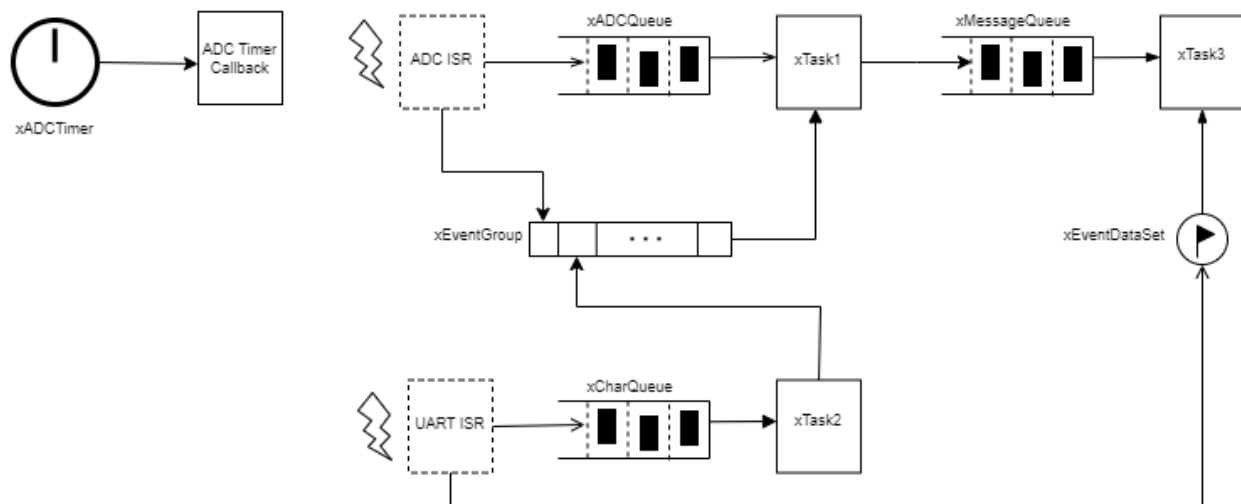 xADCQueue
xMessageQueue
ADC Timer
Callback
ADC ISR
xTask1
xTask3
xADCTimer
xEventGroup
xEventDataSet
xCharQueue
UART ISR
xTask2